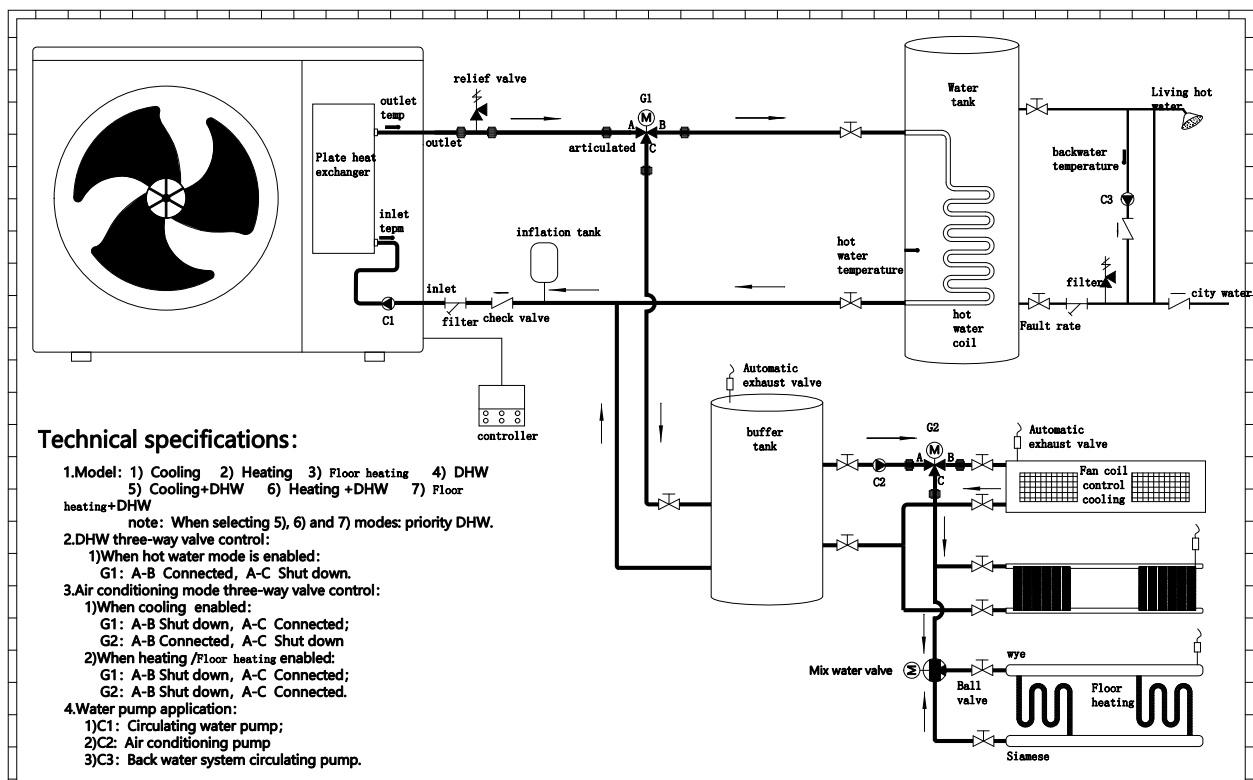 relief valve
outlet
temp
outlet
Plate heat
exchanger
inlet
tepm
C1
inlet
filter
check valve
inflation tank
controller
G1
M
A
B
C
articulated
Water
tank
hot
water
temperature
hot
water
coil
Living hot
water
backwater
temperature
C3
filter
Fault rate
city water
Automatic
exhaust valve
buffer
tank
C2
G2
M
A
B
C
Automatic
exhaust valve
Fan coil
control
cooling
Mix water valve
M
Ball
valve
wye
Floor
heating
Siamese
Technical specifications:
1.Model: 1) Cooling 2) Heating 3) Floor heating 4) DHW
5) Cooling+DHW 6) Heating +DHW 7) Floor
heating+DHW
note: When selecting 5), 6) and 7) modes: priority DHW.
2.DHW three-way valve control:
1)When hot water mode is enabled:
G1: A-B Connected, A-C Shut down.
3.Air conditioning mode three-way valve control:
1)When cooling enabled:
G1: A-B Shut down, A-C Connected;
G2: A-B Connected, A-C Shut down
2)When heating /Floor heating enabled:
G1: A-B Shut down, A-C Connected;
G2: A-B Shut down, A-C Connected.
4.Water pump application:
1)C1: Circulating water pump;
2)C2: Air conditioning pump
3)C3: Back water system circulating pump.